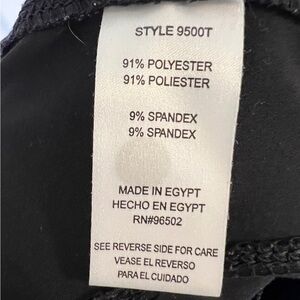 STYLE 9500T
91% POLYESTER
91% POLIESTER
9% SPANDEX
9% SPANDEX
MADE IN EGYPT
HECHO EN EGYPT
RN#96502
SEE REVERSE SIDE FOR CARE
VEASE EL REVERSO
PARA EL CUIDADO